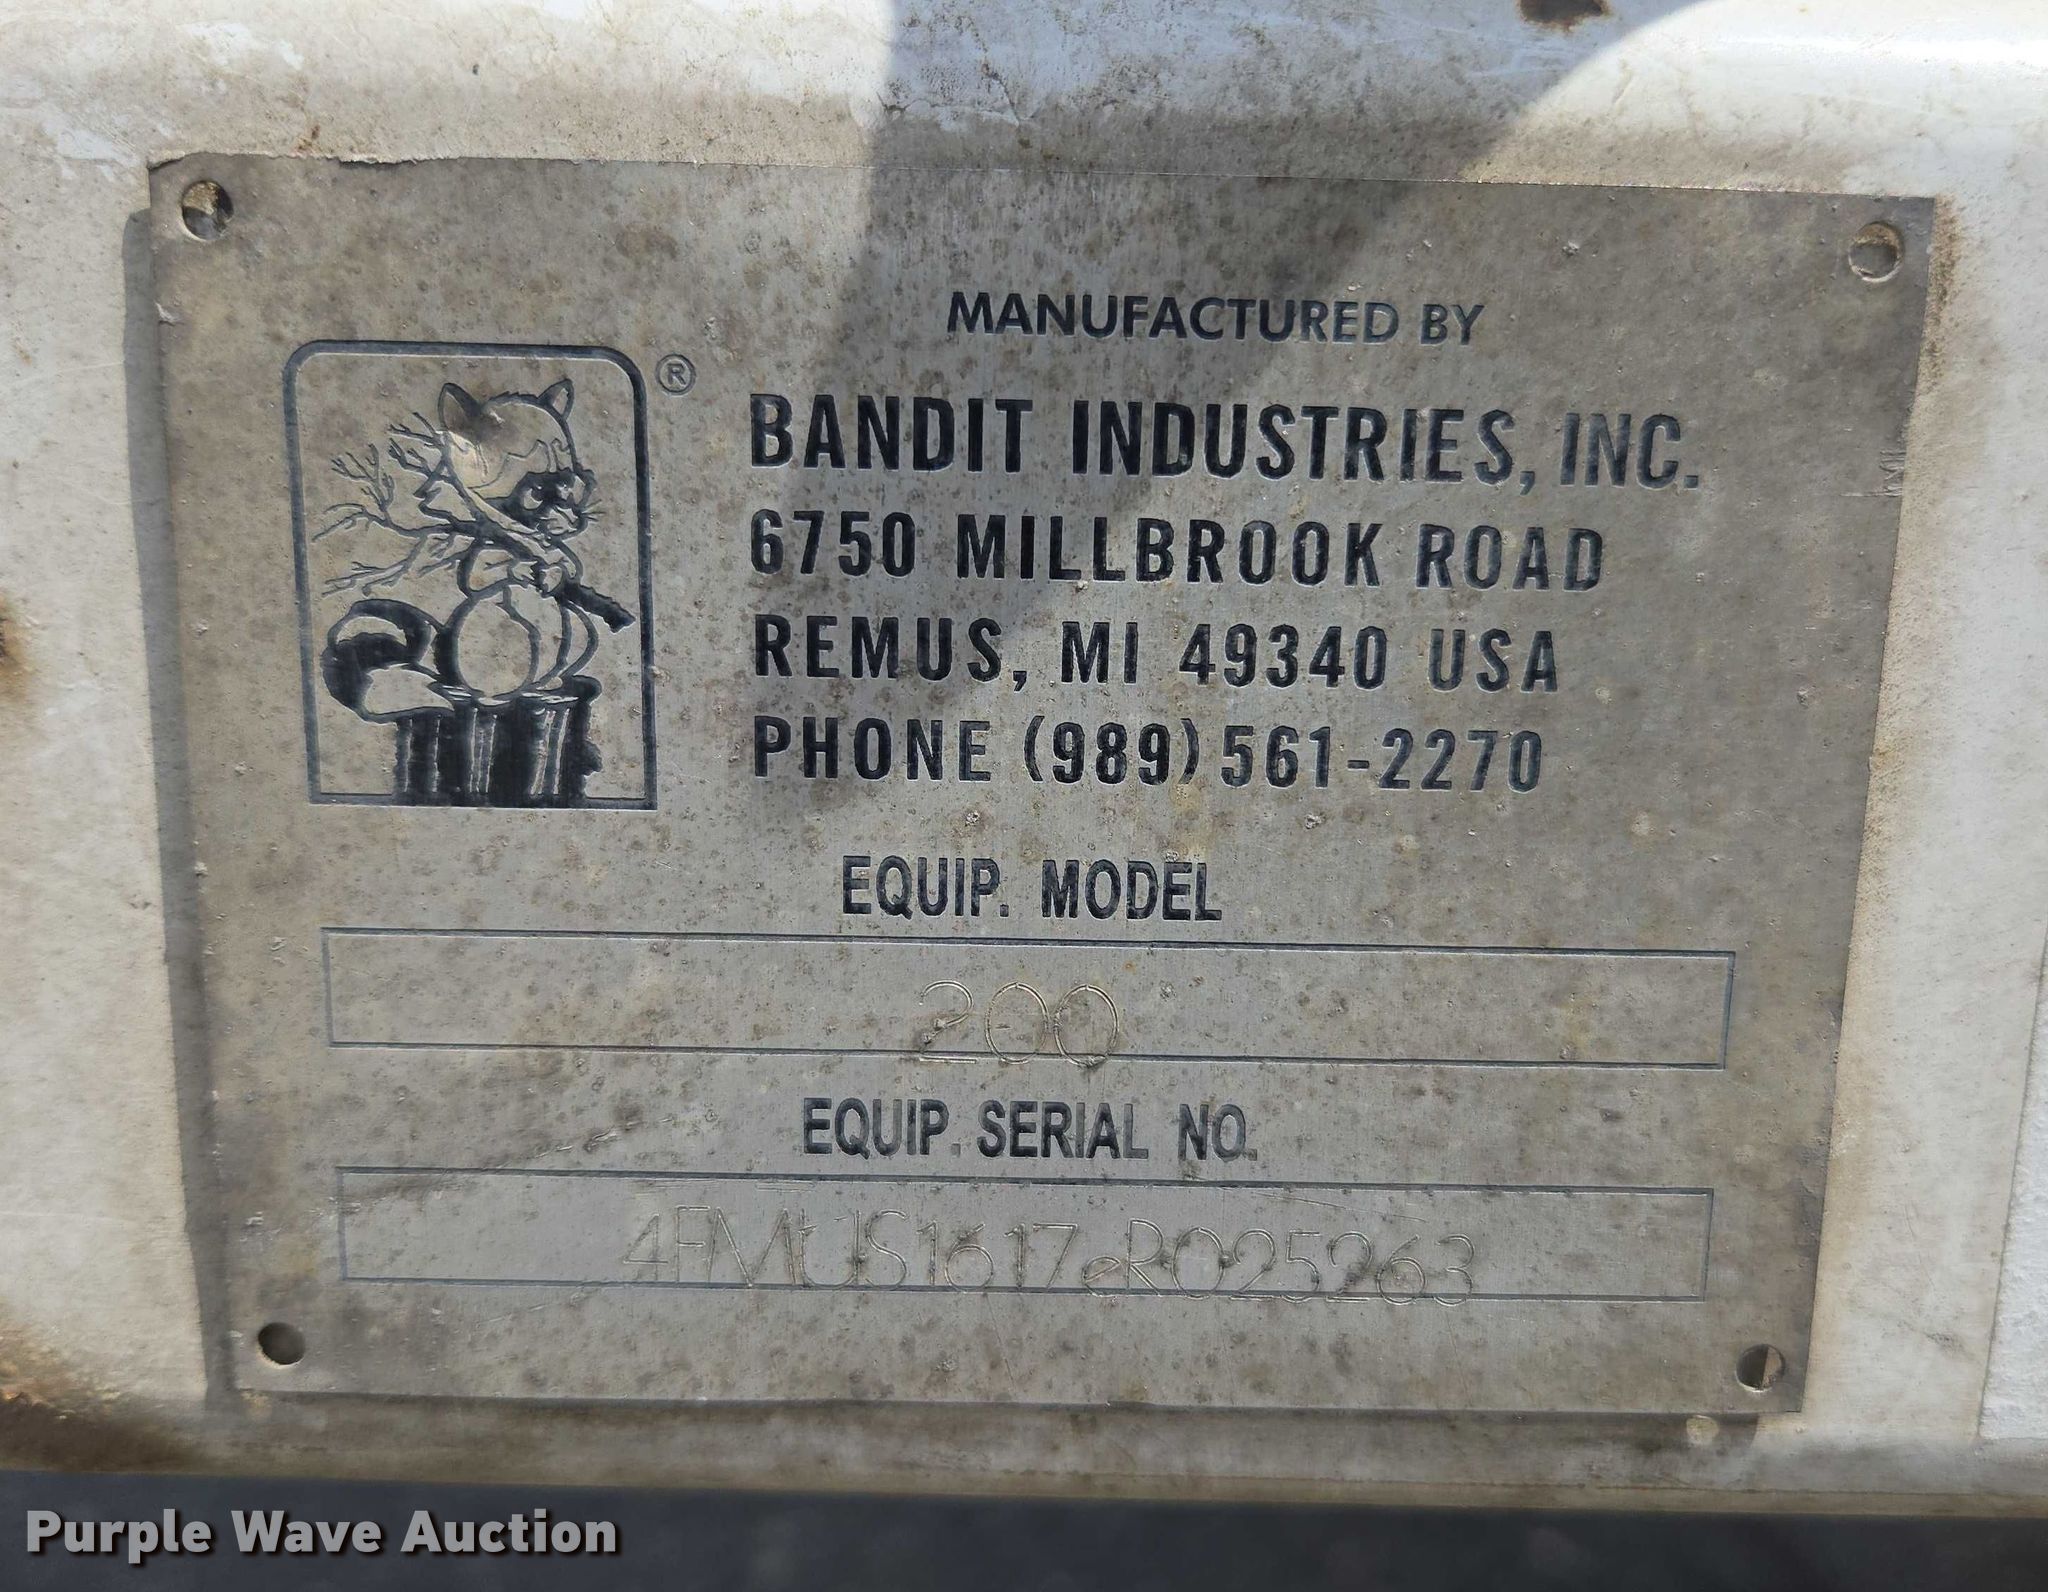 MANUFACTURED BY
®
BANDIT INDUSTRIES, INC.
6750 MILLBROOK ROAD
REMUS, MI 49340 USA
PHONE (989) 561-2270
EQUIP. MODEL
200
EQUIP. SERIAL NO.
4FMtUS1617eR025263
Purple Wave Auction